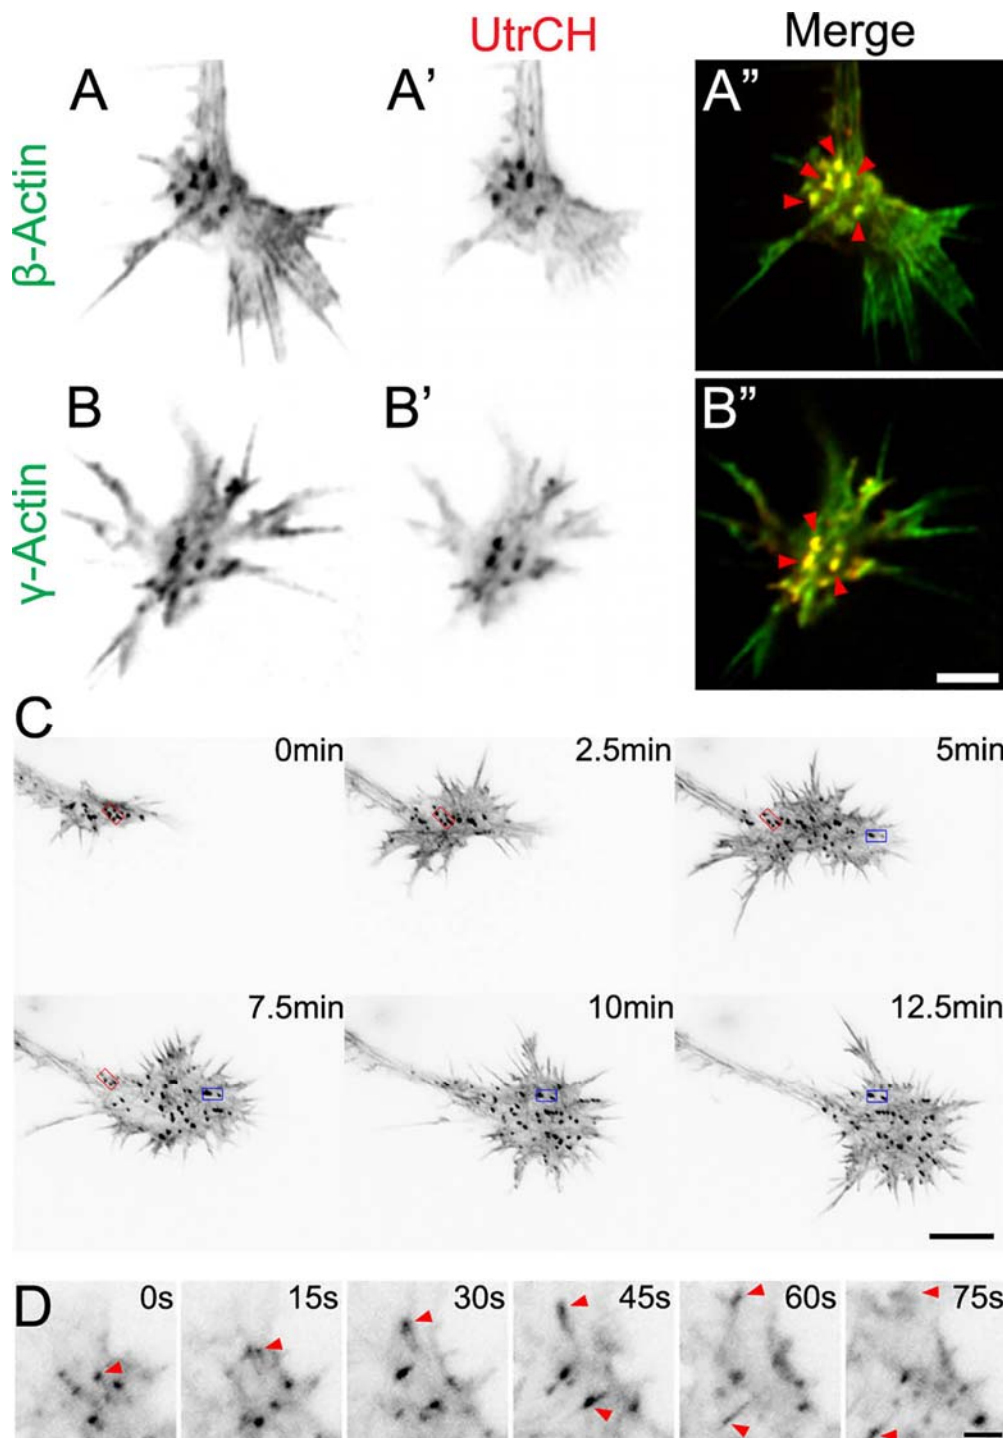 UtrCH Merge
A A' A”
β-Actin
B B' B”
γ-Actin
C
0min 2.5min 5min
7.5min 10min 12.5min
D 0s 15s 30s 45s 60s 75s